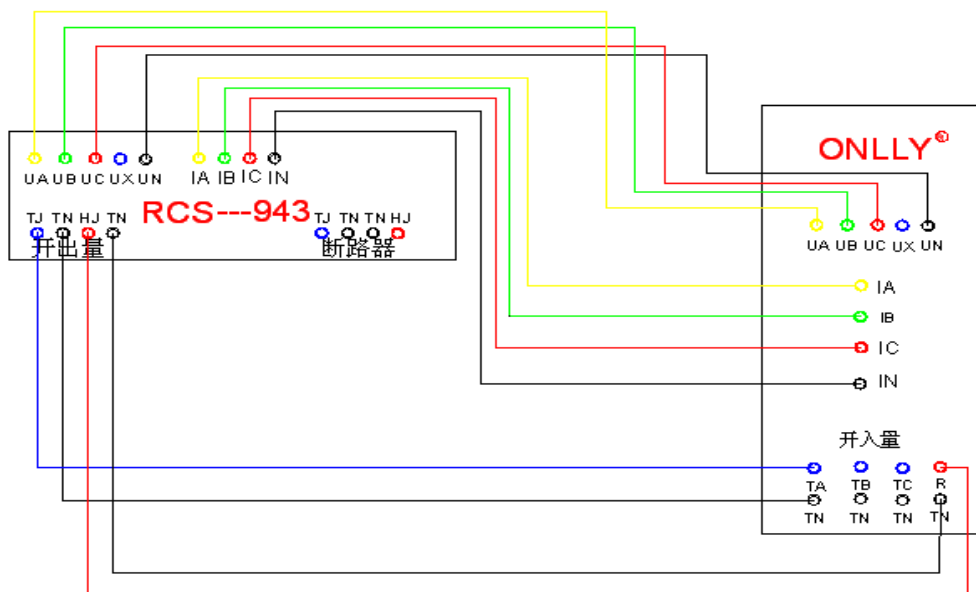 UA UB UC UX UN IA IB IC IN
TJ TN HJ TN RCS---943 TJ TN TN HJ
开出量 断路器
ONLLY®
UA UB UC UX UN
IA
IB
IC
IN
开入量
TA TB TC R
TN TN TN TN